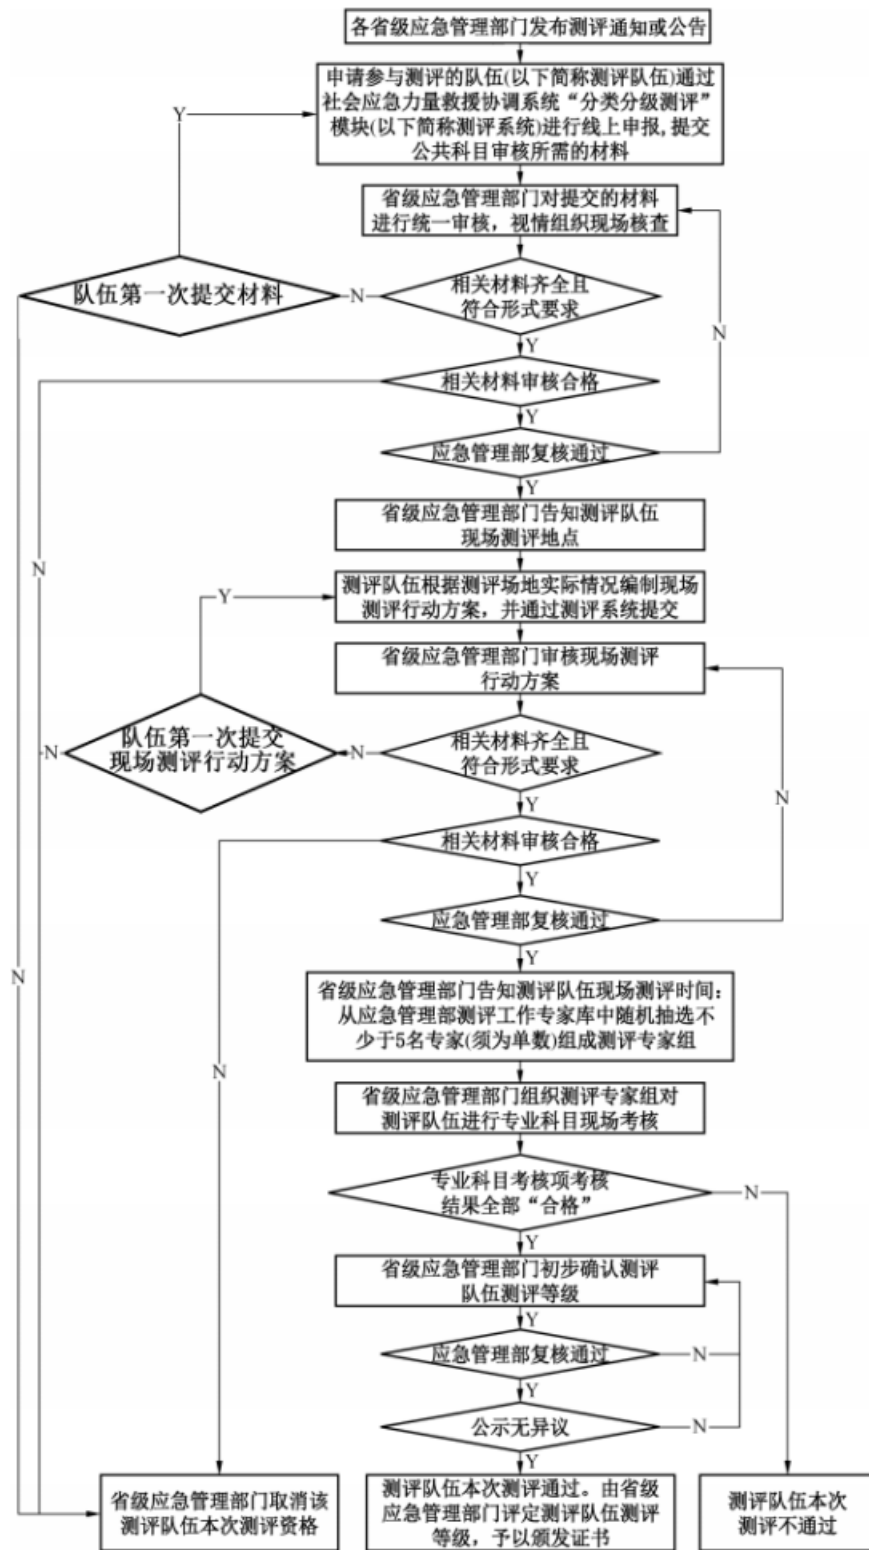 各省级应急管理部门发布测评通知或公告
申请参与测评的队伍(以下简称测评队伍)通过
社会应急力量救援协调系统“分类分级测评”
模块(以下简称测评系统)进行线上申报,提交
公共科目审核所需的材料
Y
省级应急管理部门对提交的材料
进行统一审核，视情组织现场核查
队伍第一次提交材料
N
相关材料齐全且
符合形式要求
N
Y
相关材料审核合格
Y
应急管理部复核通过
Y
省级应急管理部门告知测评队伍
现场测评地点
N
测评队伍根据测评场地实际情况编制现场
测评行动方案，并通过测评系统提交
Y
省级应急管理部门审核现场测评
行动方案
N
队伍第一次提交
现场测评行动方案
N
相关材料齐全且
符合形式要求
N
Y
相关材料审核合格
Y
应急管理部复核通过
Y
N
省级应急管理部门告知测评队伍现场测评时间：
从应急管理部测评工作专家库中随机抽选不
少于5名专家(须为单数)组成测评专家组
N
省级应急管理部门组织测评专家组对
测评队伍进行专业科目现场考核
专业科目考核项考核
结果全部“合格”
N
Y
省级应急管理部门初步确认测评
队伍测评等级
Y
应急管理部复核通过
N
Y
公示无异议
N
Y
省级应急管理部门取消该
测评队伍本次测评资格
测评队伍本次测评通过。由省级
应急管理部门评定测评队伍测评
等级，予以颁发证书
测评队伍本次
测评不通过